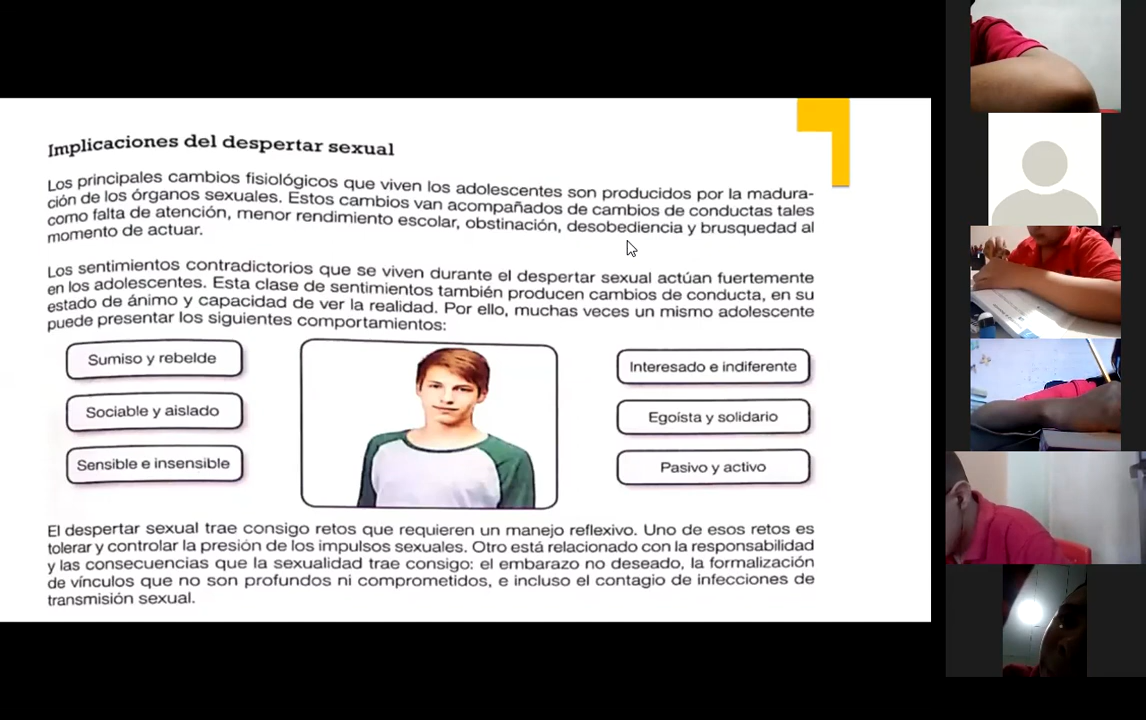 Implicaciones del despertar sexual
Los principales cambios fisiológicos que viven los adolescentes son producidos por la madura-
ción de los órganos sexuales. Estos cambios van acompañados de cambios de conductas tales
como falta de atención, menor rendimiento escolar, obstinación, desobediencia y brusquedad al
momento de actuar.
Los sentimientos contradictorios que se viven durante el despertar sexual actúan fuertemente
en los adolescentes. Esta clase de sentimientos también producen cambios de conducta, en su
estado de ánimo y capacidad de ver la realidad. Por ello, muchas veces un mismo adolescente
puede presentar los siguientes comportamientos:
Sumiso y rebelde
Sociable y aislado
Sensible e insensible
Interesado e indiferente
Egoísta y solidario
Pasivo y activo
El despertar sexual trae consigo retos que requieren un manejo reflexivo. Uno de esos retos es
tolerar y controlar la presión de los impulsos sexuales. Otro está relacionado con la responsabilidad
y las consecuencias que la sexualidad trae consigo: el embarazo no deseado, la formalización
de vínculos que no son profundos ni comprometidos, e incluso el contagio de infecciones de
transmisión sexual.